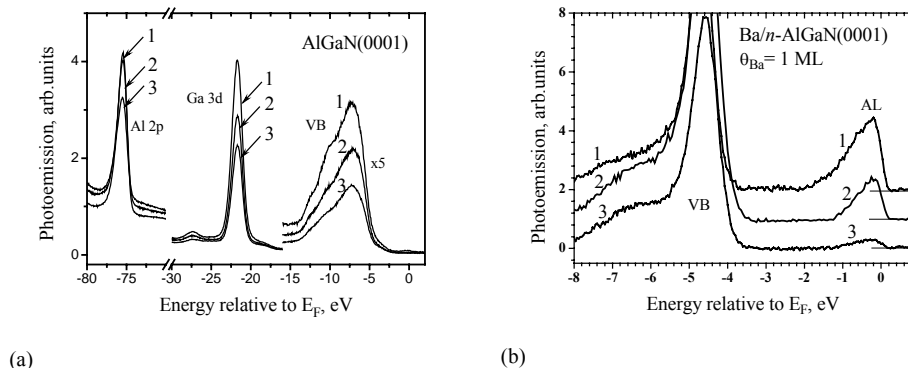 AlGaN(0001)
1
2
3
Al 2p
Ga 3d
1
2
3
VB
1
2
3
x5
Photoemission, arb.units
4
2
0
-80
-75
-30
-25
-20
-15
-10
-5
0
Energy relative to E_F, eV
(a)
Ba/n-AlGaN(0001)
θ_Ba= 1 ML
AL
1
2
3
VB
1
2
3
Photoemission, arb.units
8
6
4
2
0
-8
-7
-6
-5
-4
-3
-2
-1
0
Energy relative to E_F, eV
(b)